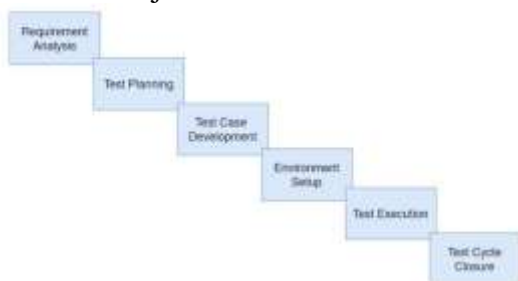 Requirement
Analysis
Test Planning
Test Case
Development
Environment
Setup
Test Execution
Test Cycle
Closure